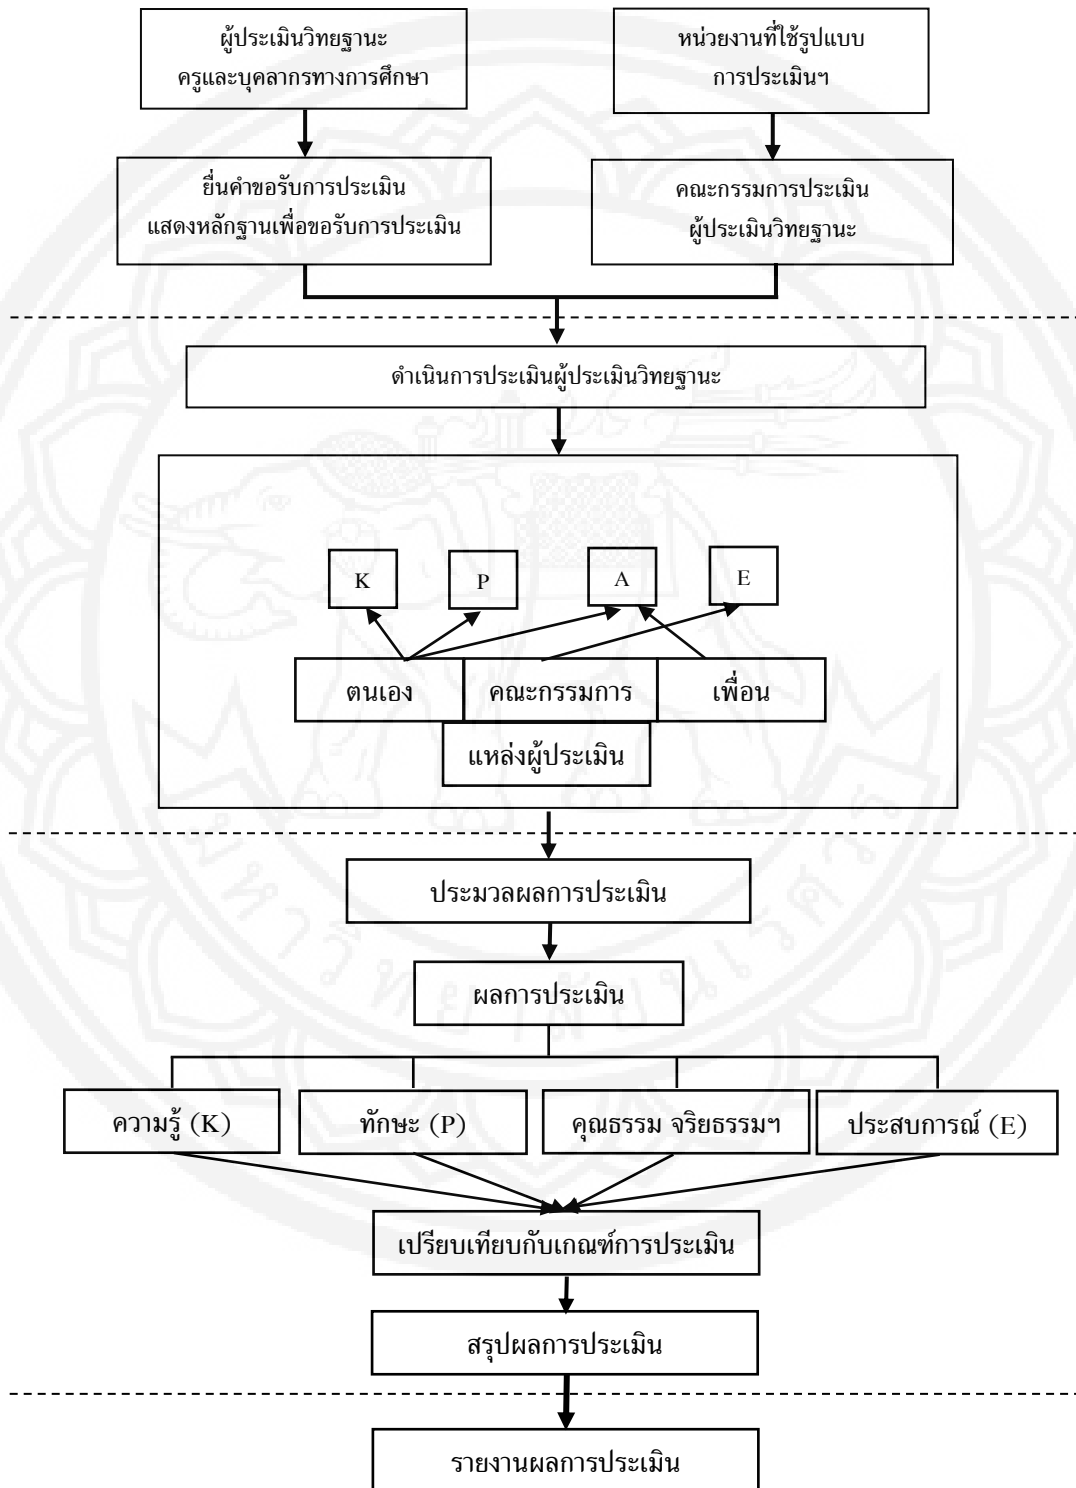 ผู้ประเมินวิทยฐานะ
ครูและบุคลากรทางการศึกษา
หน่วยงานที่ใช้รูปแบบ
การประเมินฯ
ยื่นคำขอรับการประเมิน
แสดงหลักฐานเพื่อขอรับการประเมิน
คณะกรรมการประเมิน
ผู้ประเมินวิทยฐานะ
ดำเนินการประเมินผู้ประเมินวิทยฐานะ
K
P
A
E
ตนเอง
คณะกรรมการ
เพื่อน
แหล่งผู้ประเมิน
ประมวลผลการประเมิน
ผลการประเมิน
ความรู้ (K)
ทักษะ (P)
คุณธรรม จริยธรรมฯ
ประสบการณ์ (E)
เปรียบเทียบกับเกณฑ์การประเมิน
สรุปผลการประเมิน
รายงานผลการประเมิน
มหาวิทยาลัยนเรศวร